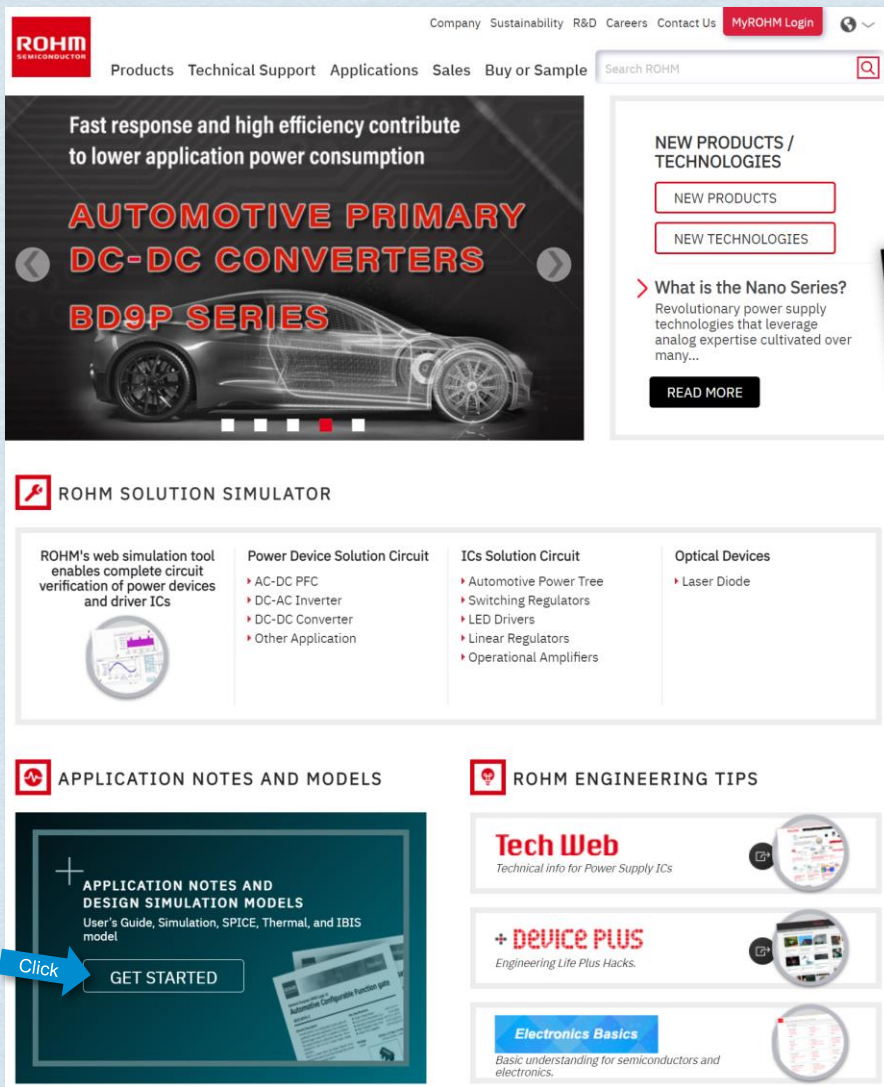 Company Sustainability R&D Careers Contact Us MyROHM Login
ROHM
SEMICONDUCTOR
Products Technical Support Applications Sales Buy or Sample Search ROHM
Fast response and high efficiency contribute
to lower application power consumption
AUTOMOTIVE PRIMARY
DC-DC CONVERTERS
BD9P SERIES
NEW PRODUCTS /
TECHNOLOGIES
NEW PRODUCTS
NEW TECHNOLOGIES
What is the Nano Series?
Revolutionary power supply
technologies that leverage
analog expertise cultivated over
many...
READ MORE
ROHM SOLUTION SIMULATOR
ROHM's web simulation tool
enables complete circuit
verification of power devices
and driver ICs
Power Device Solution Circuit
AC-DC PFC
DC-AC Inverter
DC-DC Converter
Other Application
ICs Solution Circuit
Automotive Power Tree
Switching Regulators
LED Drivers
Linear Regulators
Operational Amplifiers
Optical Devices
Laser Diode
APPLICATION NOTES AND MODELS
APPLICATION NOTES AND
DESIGN SIMULATION MODELS
User's Guide, Simulation, SPICE, Thermal, and IBIS
model
Click
GET STARTED
Automotive Configurable Function gate
ROHM ENGINEERING TIPS
Tech Web
Technical info for Power Supply ICs
+ DEVICE PLUS
Engineering Life Plus Hacks.
Electronics Basics
Basic understanding for semiconductors and
electronics.